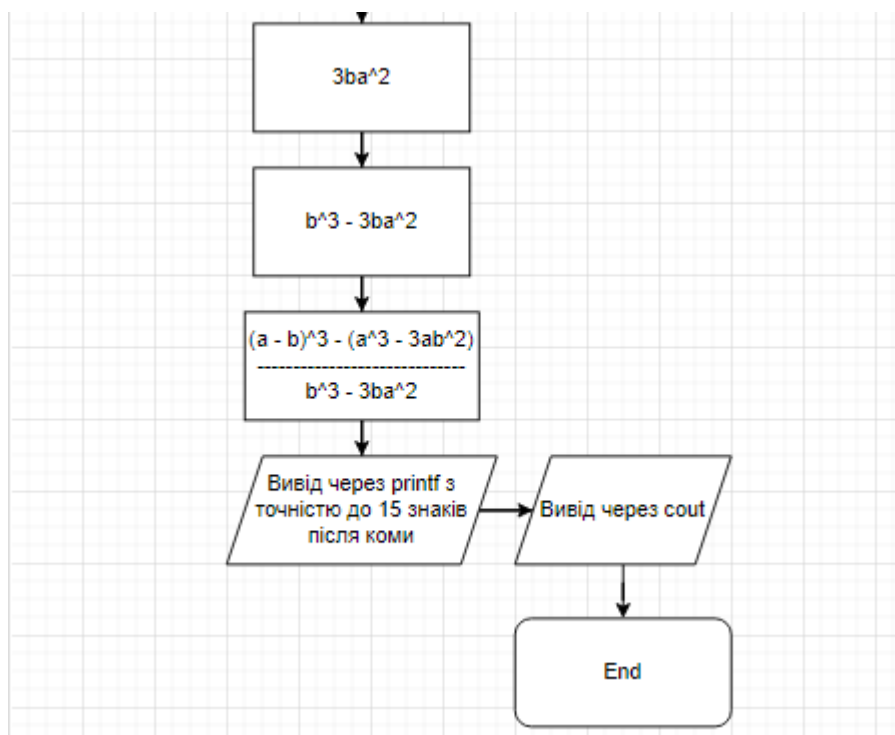 3ba^2
b^3 - 3ba^2
(a - b)^3 - (a^3 - 3ab^2)
-----------------------------
b^3 - 3ba^2
Вивід через printf з
точністю до 15 знаків
після коми
Вивід через cout
End